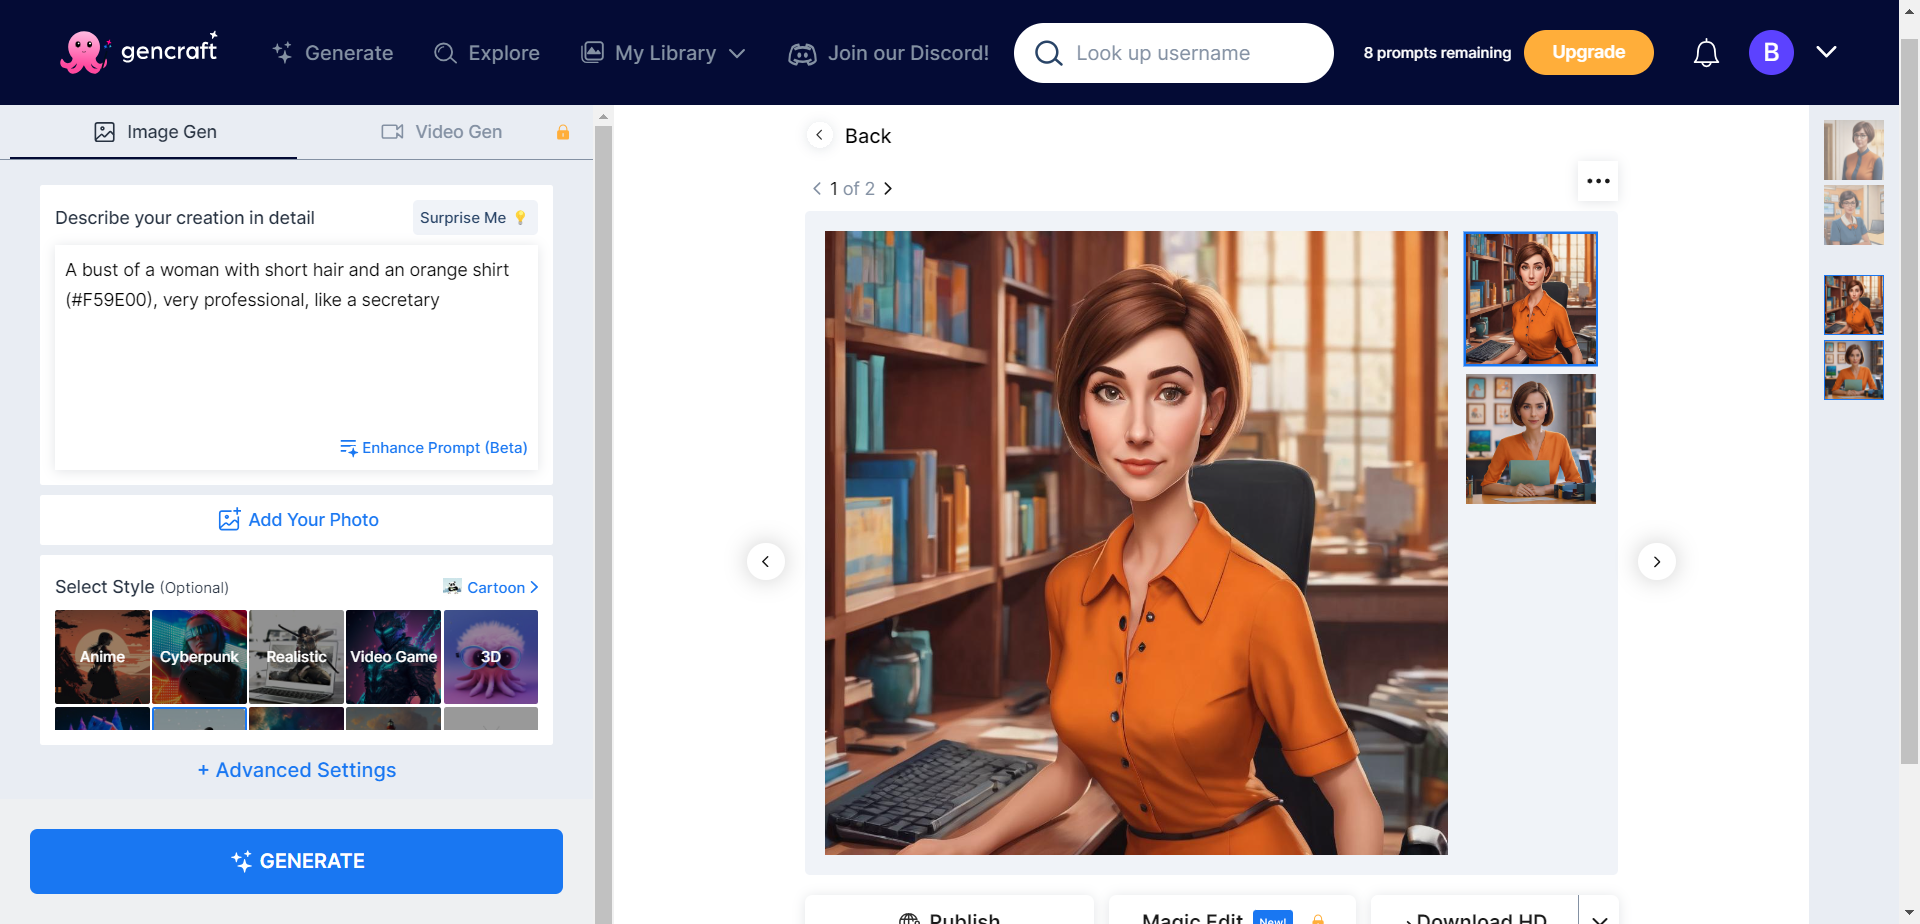 gencraft
Generate
Explore
My Library
Join our Discord!
Look up username
8 prompts remaining
Upgrade
B
Image Gen
Video Gen
Describe your creation in detail
Surprise Me
A bust of a woman with short hair and an orange shirt
(#F59E00), very professional, like a secretary
Enhance Prompt (Beta)
Add Your Photo
Select Style (Optional)
Cartoon
Anime
Cyberpunk
Realistic
Video Game
3D
+ Advanced Settings
GENERATE
Back
1 of 2
Publish
Magic Edit
New!
Download HD